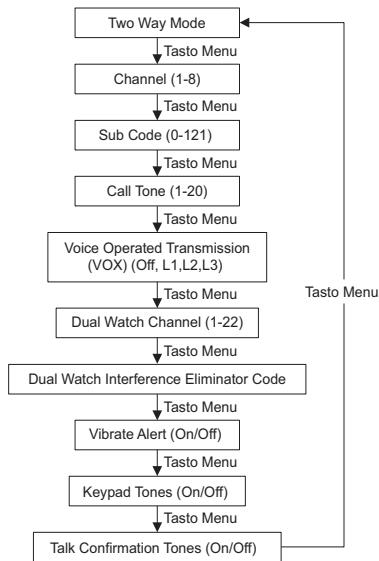 Two Way Mode
Tasto Menu
Channel (1-8)
Tasto Menu
Sub Code (0-121)
Tasto Menu
Call Tone (1-20)
Tasto Menu
Voice Operated Transmission
(VOX) (Off, L1,L2,L3)
Tasto Menu
Tasto Menu
Dual Watch Channel (1-22)
Tasto Menu
Dual Watch Interference Eliminator Code
Tasto Menu
Vibrate Alert (On/Off)
Tasto Menu
Keypad Tones (On/Off)
Tasto Menu
Talk Confirmation Tones (On/Off)